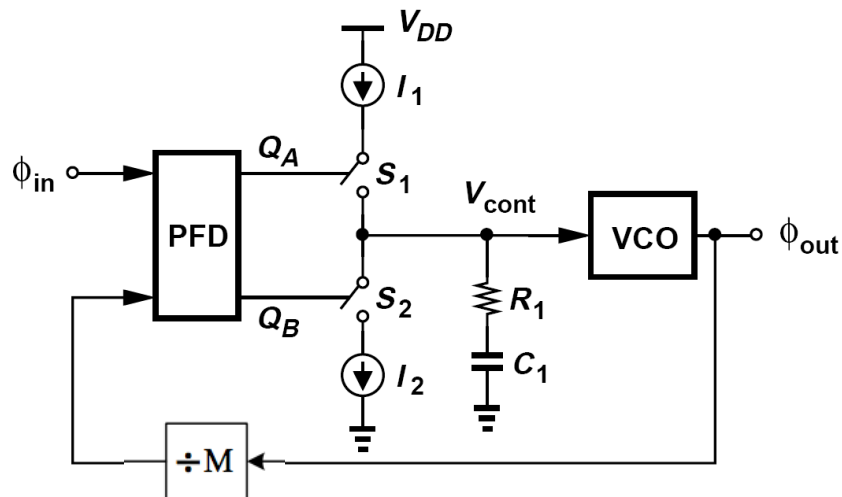 V_DD
I_1
Q_A
S_1
ϕ_in
V_cont
PFD
VCO
ϕ_out
S_2
R_1
Q_B
C_1
I_2
÷M